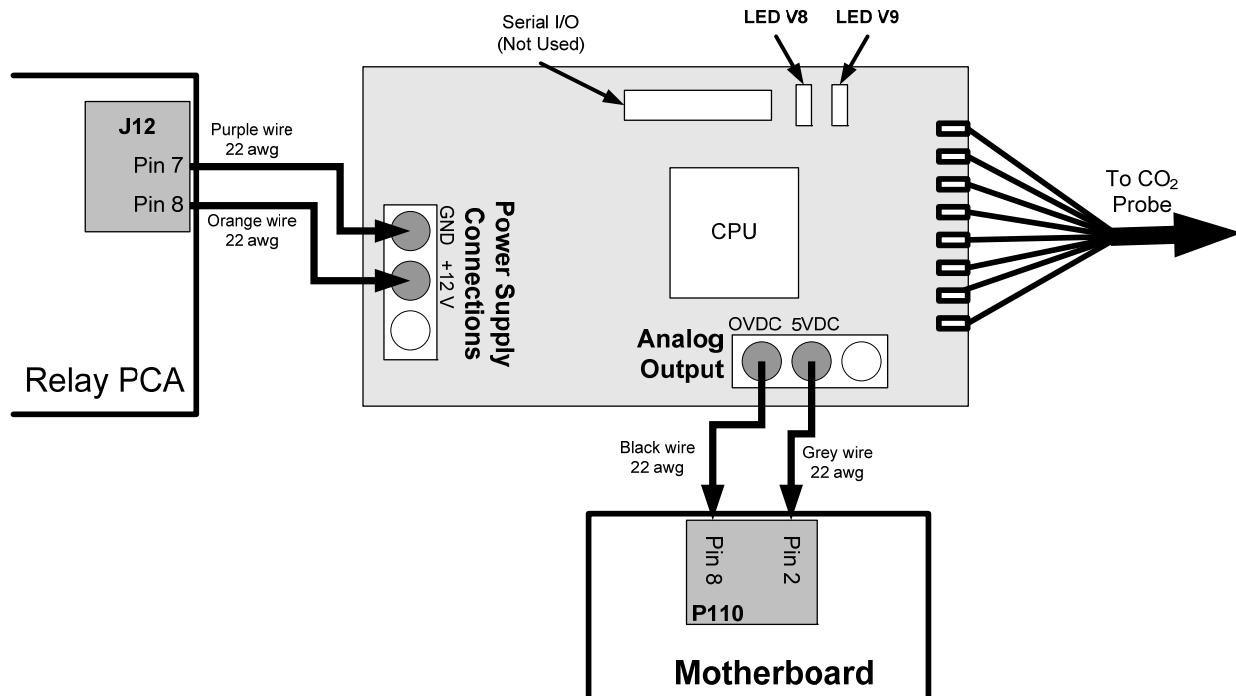 Serial I/O
(Not Used)
LED V8
LED V9
J12
Pin 7
Pin 8
Purple wire
22 awg
Orange wire
22 awg
Relay PCA
GND +12 V
Power Supply
Connections
CPU
To CO₂
Probe
Analog
Output
OVDC 5VDC
Black wire
22 awg
Grey wire
22 awg
Pin 8
Pin 2
P110
Motherboard